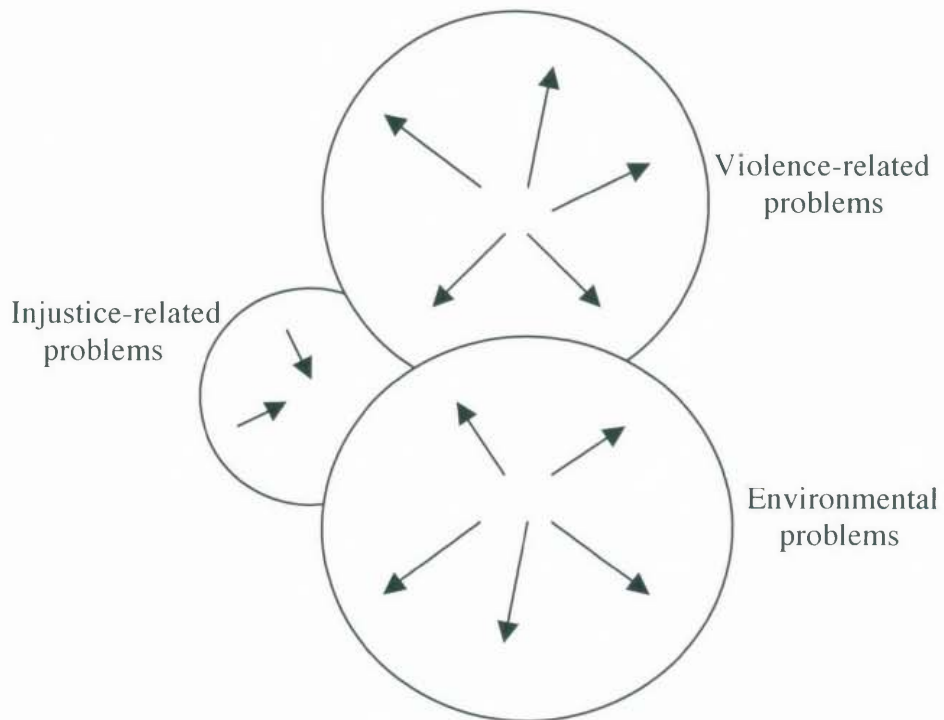 Violence-related
problems
Injustice-related
problems
Environmental
problems